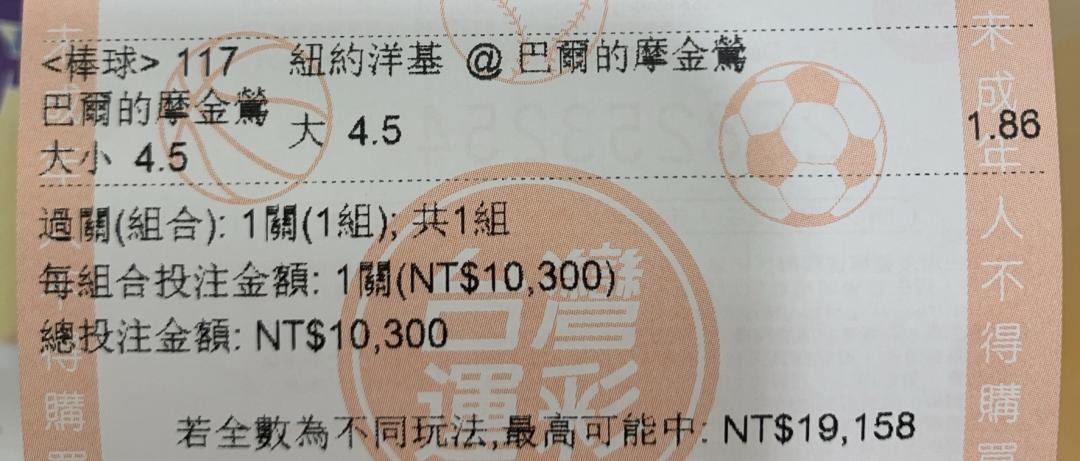 <棒球> 117 紐約洋基 @ 巴爾的摩金鶯
巴爾的摩金鶯 大 4.5 1.86
大小 4.5
過關(組合): 1關(1組); 共1組
每組合投注金額: 1關(NT$10,300)
總投注金額: NT$10,300
若全數為不同玩法,最高可能中: NT$19,158
台灣
運彩
未成年人不得購買